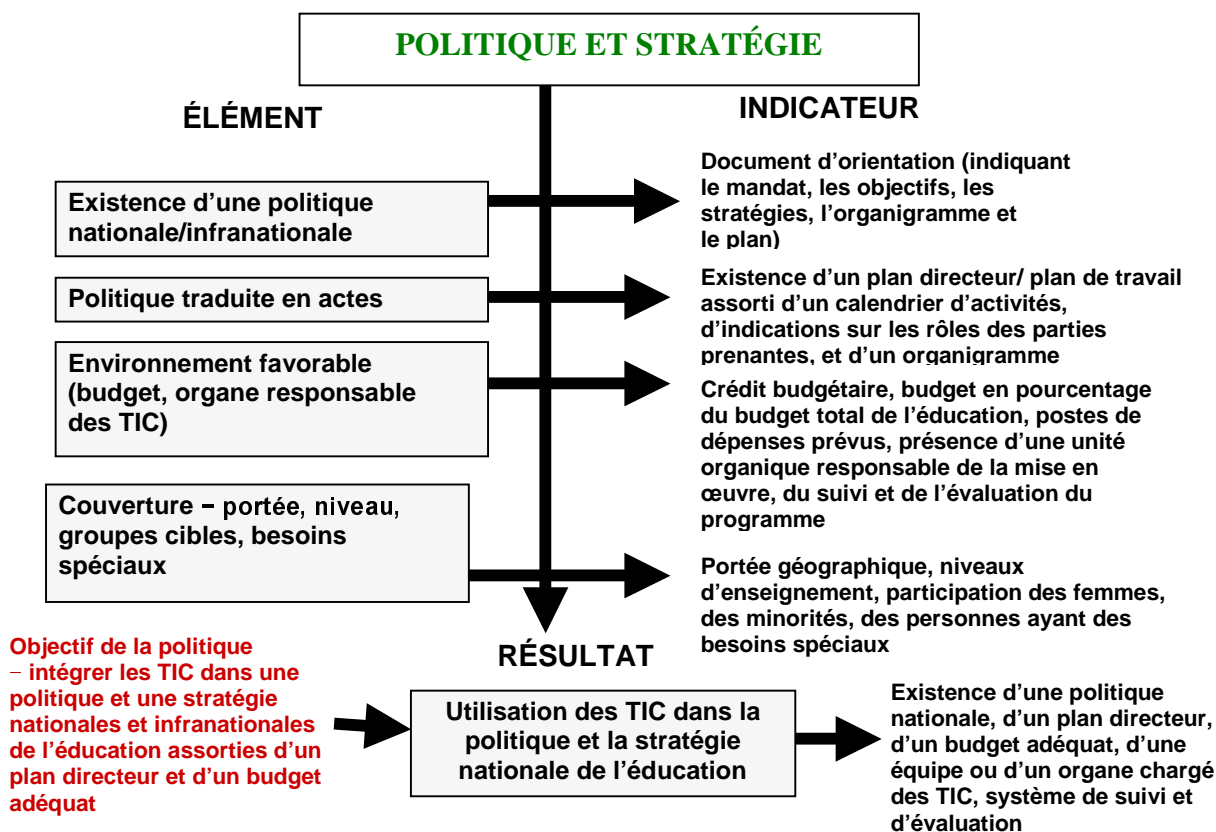 POLITIQUE ET STRATÉGIE
ÉLÉMENT
INDICATEUR
Existence d’une politique
nationale/infranationale
Document d’orientation (indiquant
le mandat, les objectifs, les
stratégies, l’organigramme et
le plan)
Politique traduite en actes
Existence d’un plan directeur/ plan de travail
assorti d’un calendrier d’activités,
d’indications sur les rôles des parties
prenantes, et d’un organigramme
Environnement favorable
(budget, organe responsable
des TIC)
Crédit budgétaire, budget en pourcentage
du budget total de l’éducation, postes de
dépenses prévus, présence d’une unité
organique responsable de la mise en
œuvre, du suivi et de l’évaluation du
programme
Couverture – portée, niveau,
groupes cibles, besoins
spéciaux
Portée géographique, niveaux
d’enseignement, participation des femmes,
des minorités, des personnes ayant des
besoins spéciaux
Objectif de la politique
– intégrer les TIC dans une
politique et une stratégie
nationales et infranationales
de l’éducation assorties d’un
plan directeur et d’un budget
adéquat
RÉSULTAT
Utilisation des TIC dans la
politique et la stratégie
nationale de l’éducation
Existence d’une politique
nationale, d’un plan directeur,
d’un budget adéquat, d’une
équipe ou d’un organe chargé
des TIC, système de suivi et
d’évaluation